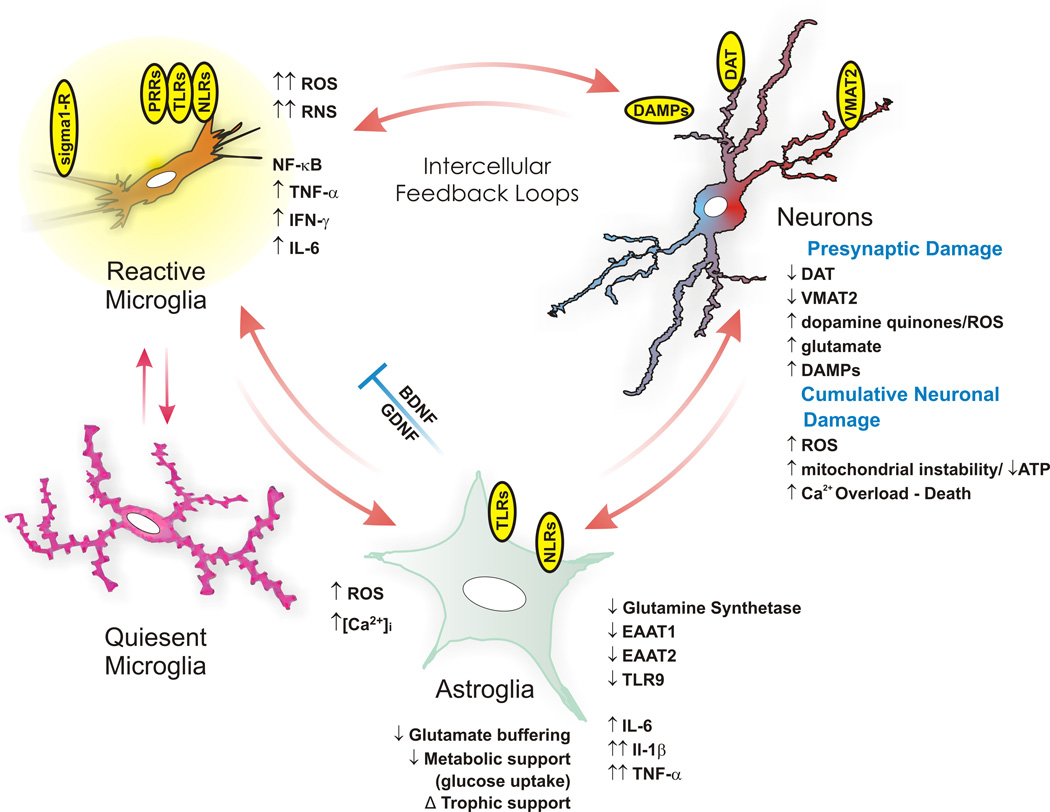 sigma1-R
PRRs
TLRs
NLRs
↑↑ ROS
↑↑ RNS
NF-κB
↑ TNF-α
↑ IFN-γ
↑ IL-6
Reactive
Microglia
Intercellular
Feedback Loops
DAMPs
DAT
VMAT2
Neurons
Presynaptic Damage
↓ DAT
↓ VMAT2
↑ dopamine quinones/ROS
↑ glutamate
↑ DAMPs
Cumulative Neuronal
Damage
↑ ROS
↑ mitochondrial instability/ ↓ATP
↑ Ca²⁺ Overload - Death
BDNF
GDNF
Quiesent
Microglia
TLRs
NLRs
↑ ROS
↑[Ca²⁺]i
Astroglia
↓ Glutamate buffering
↓ Metabolic support
(glucose uptake)
Δ Trophic support
↓ Glutamine Synthetase
↓ EAAT1
↓ EAAT2
↓ TLR9
↑ IL-6
↑↑ Il-1β
↑↑ TNF-α